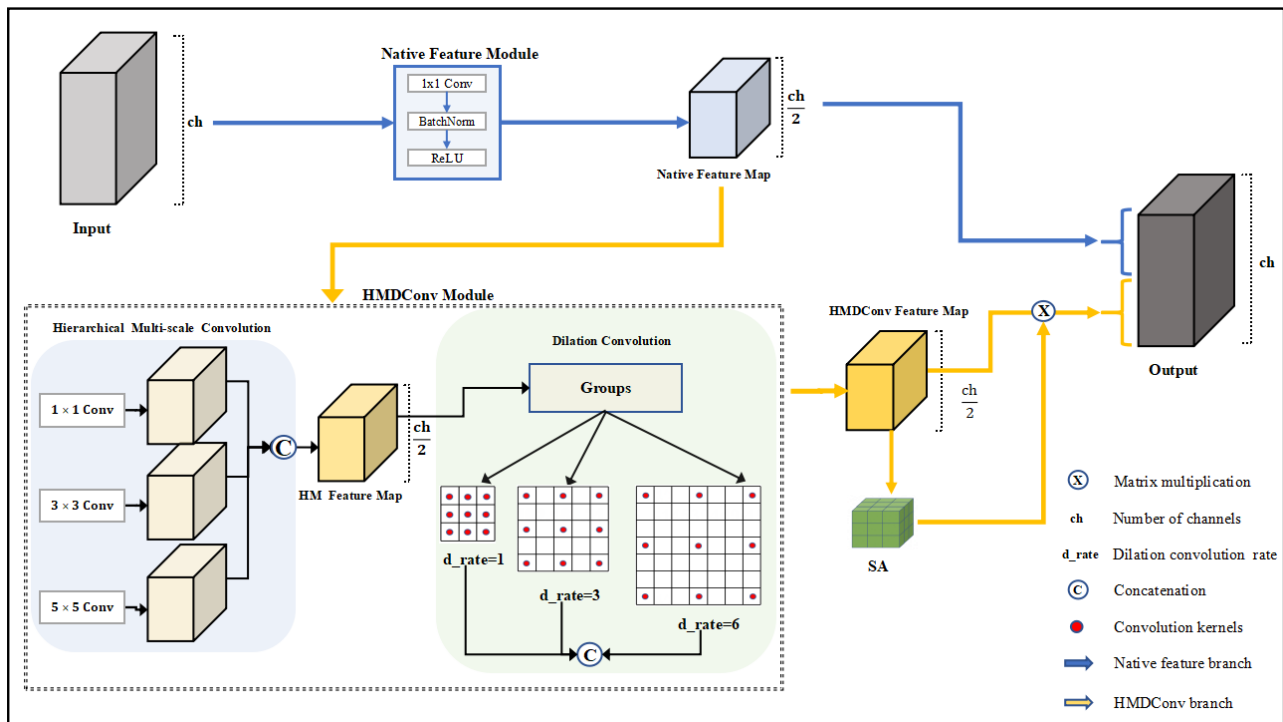 Native Feature Module
1x1 Conv
BatchNorm
ReLU
ch
Input
ch
2
Native Feature Map
ch
Output
HMDConv Module
Hierarchical Multi-scale Convolution
1 × 1 Conv
3 × 3 Conv
5 × 5 Conv
C
ch
2
HM Feature Map
Dilation Convolution
Groups
d_rate=1
d_rate=3
d_rate=6
C
HMDConv Feature Map
ch
2
X
SA
X Matrix multiplication
ch Number of channels
d_rate Dilation convolution rate
C Concatenation
Convolution kernels
Native feature branch
HMDConv branch